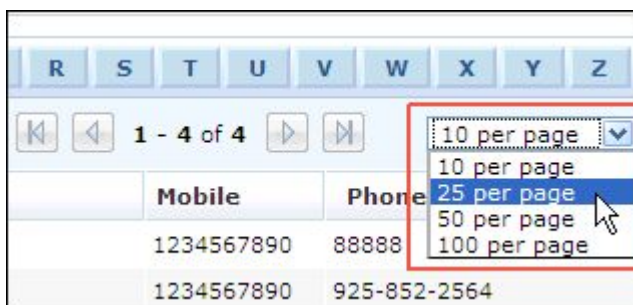 R S T U V W X Y Z
1 - 4 of 4 10 per page
10 per page
Mobile Phone 25 per page
50 per page
1234567890 88888 100 per page
1234567890 925-852-2564